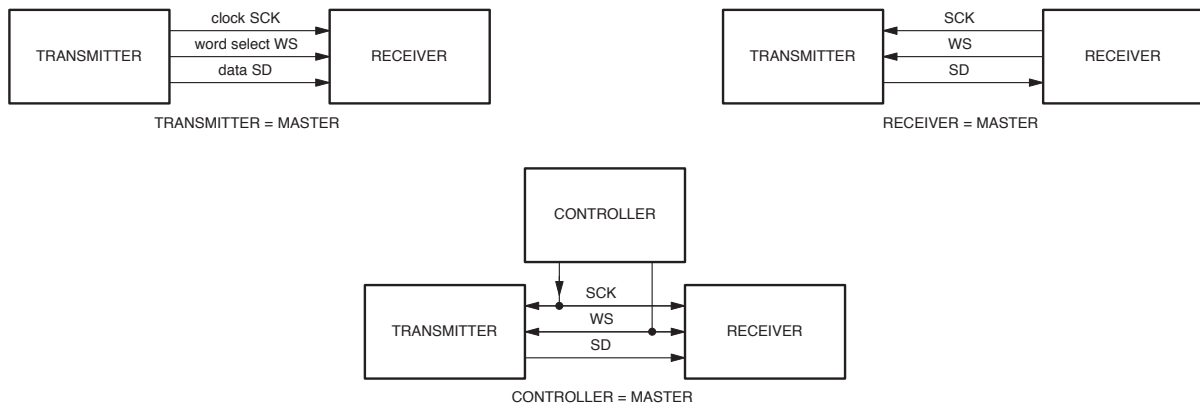 clock SCK
TRANSMITTER
word select WS
RECEIVER
data SD
TRANSMITTER = MASTER
SCK
TRANSMITTER
WS
RECEIVER
SD
RECEIVER = MASTER
CONTROLLER
SCK
TRANSMITTER
WS
RECEIVER
SD
CONTROLLER = MASTER